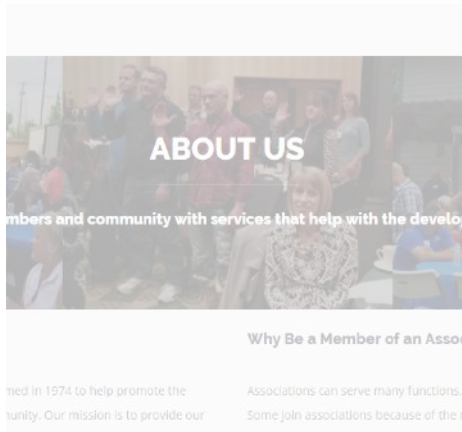 ABOUT US
mbers and community with services that help with the develo
Why Be a Member of an Asso
med in 1974 to help promote the
nunity. Our mission is to provide our
Associations can serve many functions.
Some join associations because of the